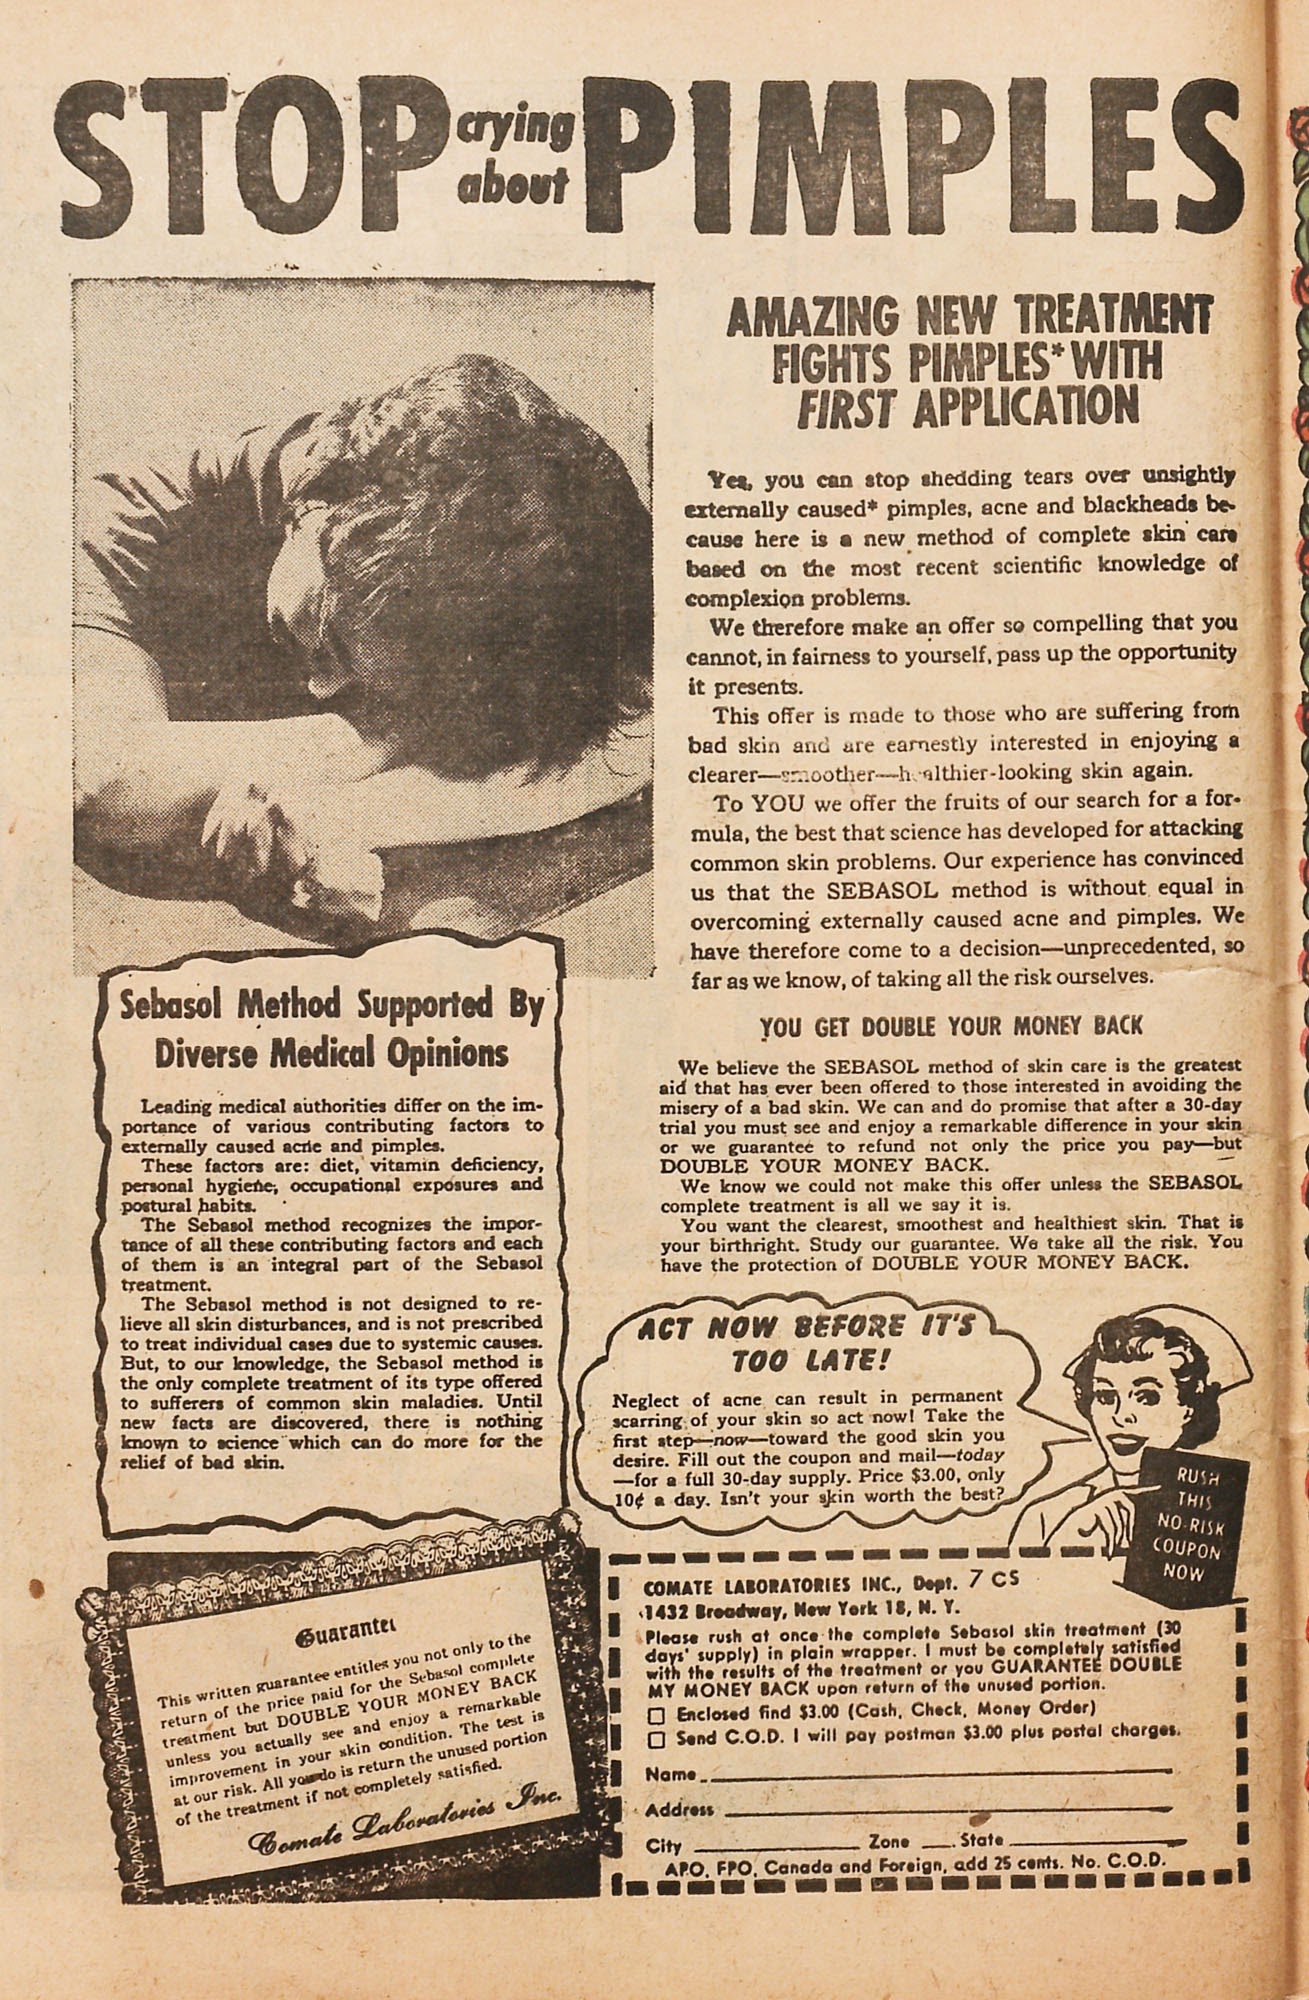 STOP crying about PIMPLES
AMAZING NEW TREATMENT
FIGHTS PIMPLES* WITH
FIRST APPLICATION
Yes, you can stop shedding tears over unsightly
externally caused* pimples, acne and blackheads be-
cause here is a new method of complete skin care
based on the most recent scientific knowledge of
complexion problems.
We therefore make an offer so compelling that you
cannot, in fairness to yourself, pass up the opportunity
it presents.
This offer is made to those who are suffering from
bad skin and are earnestly interested in enjoying a
clearer—smoother—healthier-looking skin again.
To YOU we offer the fruits of our search for a for-
mula, the best that science has developed for attacking
common skin problems. Our experience has convinced
us that the SEBASOL method is without equal in
overcoming externally caused acne and pimples. We
have therefore come to a decision—unprecedented, so
far as we know, of taking all the risk ourselves.
YOU GET DOUBLE YOUR MONEY BACK
We believe the SEBASOL method of skin care is the greatest
aid that has ever been offered to those interested in avoiding the
misery of a bad skin. We can and do promise that after a 30-day
trial you must see and enjoy a remarkable difference in your skin
or we guarantee to refund not only the price you pay—but
DOUBLE YOUR MONEY BACK.
We know we could not make this offer unless the SEBASOL
complete treatment is all we say it is.
You want the clearest, smoothest and healthiest skin. That is
your birthright. Study our guarantee. We take all the risk. You
have the protection of DOUBLE YOUR MONEY BACK.
Sebasol Method Supported By
Diverse Medical Opinions
Leading medical authorities differ on the im-
portance of various contributing factors to
externally caused acne and pimples.
These factors are: diet, vitamin deficiency,
personal hygiene, occupational exposures and
postural habits.
The Sebasol method recognizes the impor-
tance of all these contributing factors and each
of them is an integral part of the Sebasol
treatment.
The Sebasol method is not designed to re-
lieve all skin disturbances, and is not prescribed
to treat individual cases due to systemic causes.
But, to our knowledge, the Sebasol method is
the only complete treatment of its type offered
to sufferers of common skin maladies. Until
new facts are discovered, there is nothing
known to science which can do more for the
relief of bad skin.
ACT NOW BEFORE IT'S
TOO LATE!
Neglect of acne can result in permanent
scarring of your skin so act now! Take the
first step—now—toward the good skin you
desire. Fill out the coupon and mail—today
—for a full 30-day supply. Price $3.00, only
10¢ a day. Isn't your skin worth the best?
RUSH
THIS
NO-RISK
COUPON
NOW
Guarantee
This written guarantee entitles you not only to the
return of the price paid for the Sebasol complete
treatment but DOUBLE YOUR MONEY BACK
unless you actually see and enjoy a remarkable
improvement in your skin condition. The test is
at our risk. All you do is return the unused portion
of the treatment if not completely satisfied.
Comate Laboratories Inc.
COMATE LABORATORIES INC., Dept. 7 CS
1432 Broadway, New York 18, N. Y.
Please rush at once the complete Sebasol skin treatment (30
days' supply) in plain wrapper. I must be completely satisfied
with the results of the treatment or you GUARANTEE DOUBLE
MY MONEY BACK upon return of the unused portion.
☐ Enclosed find $3.00 (Cash, Check, Money Order)
☐ Send C.O.D. I will pay postman $3.00 plus postal charges.
Name
Address
City Zone State
APO, FPO, Canada and Foreign, add 25 cents. No. C.O.D.